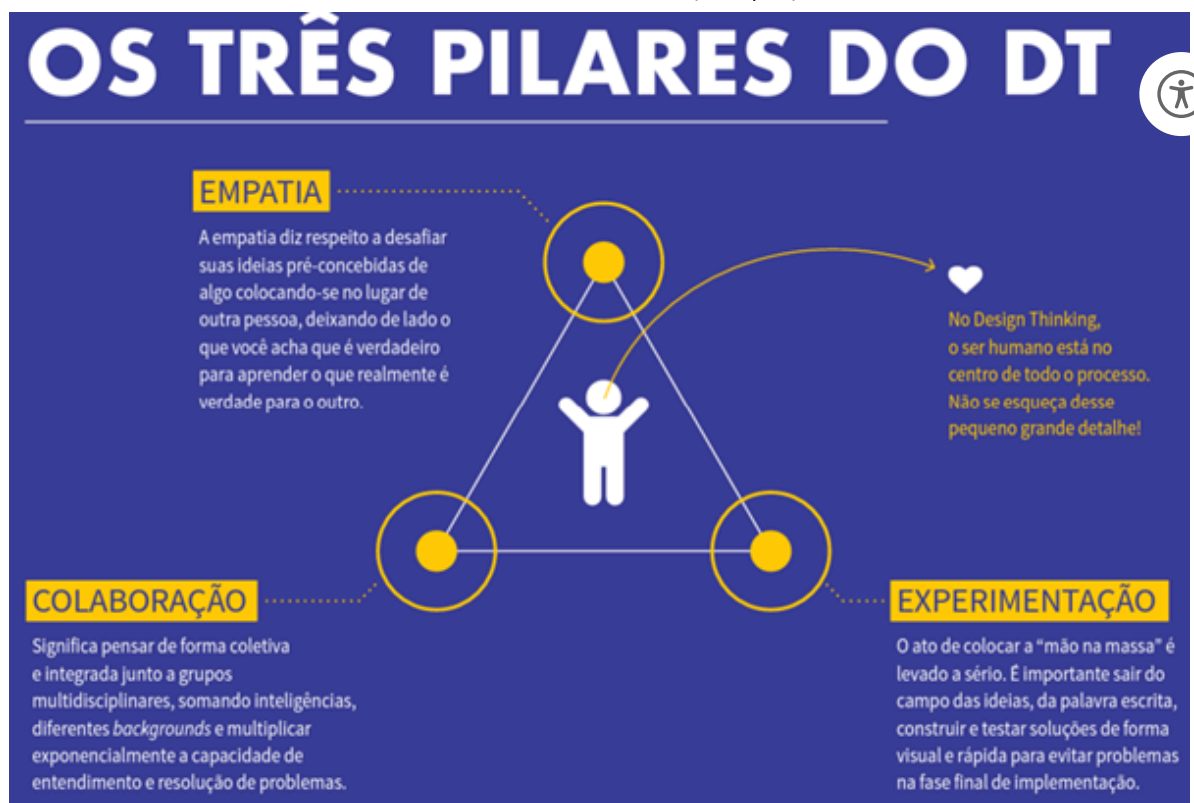 OS TRÊS PILARES DO DT
EMPATIA
A empatia diz respeito a desafiar
suas ideias pré-concebidas de
algo colocando-se no lugar de
outra pessoa, deixando de lado o
que você acha que é verdadeiro
para aprender o que realmente é
verdade para o outro.
No Design Thinking,
o ser humano está no
centro de todo o processo.
Não se esqueça desse
pequeno grande detalhe!
COLABORAÇÃO
Significa pensar de forma coletiva
e integrada junto a grupos
multidisciplinares, somando inteligências,
diferentes backgrounds e multiplicar
exponencialmente a capacidade de
entendimento e resolução de problemas.
EXPERIMENTAÇÃO
O ato de colocar a “mão na massa” é
levado a sério. É importante sair do
campo das ideias, da palavra escrita,
construir e testar soluções de forma
visual e rápida para evitar problemas
na fase final de implementação.